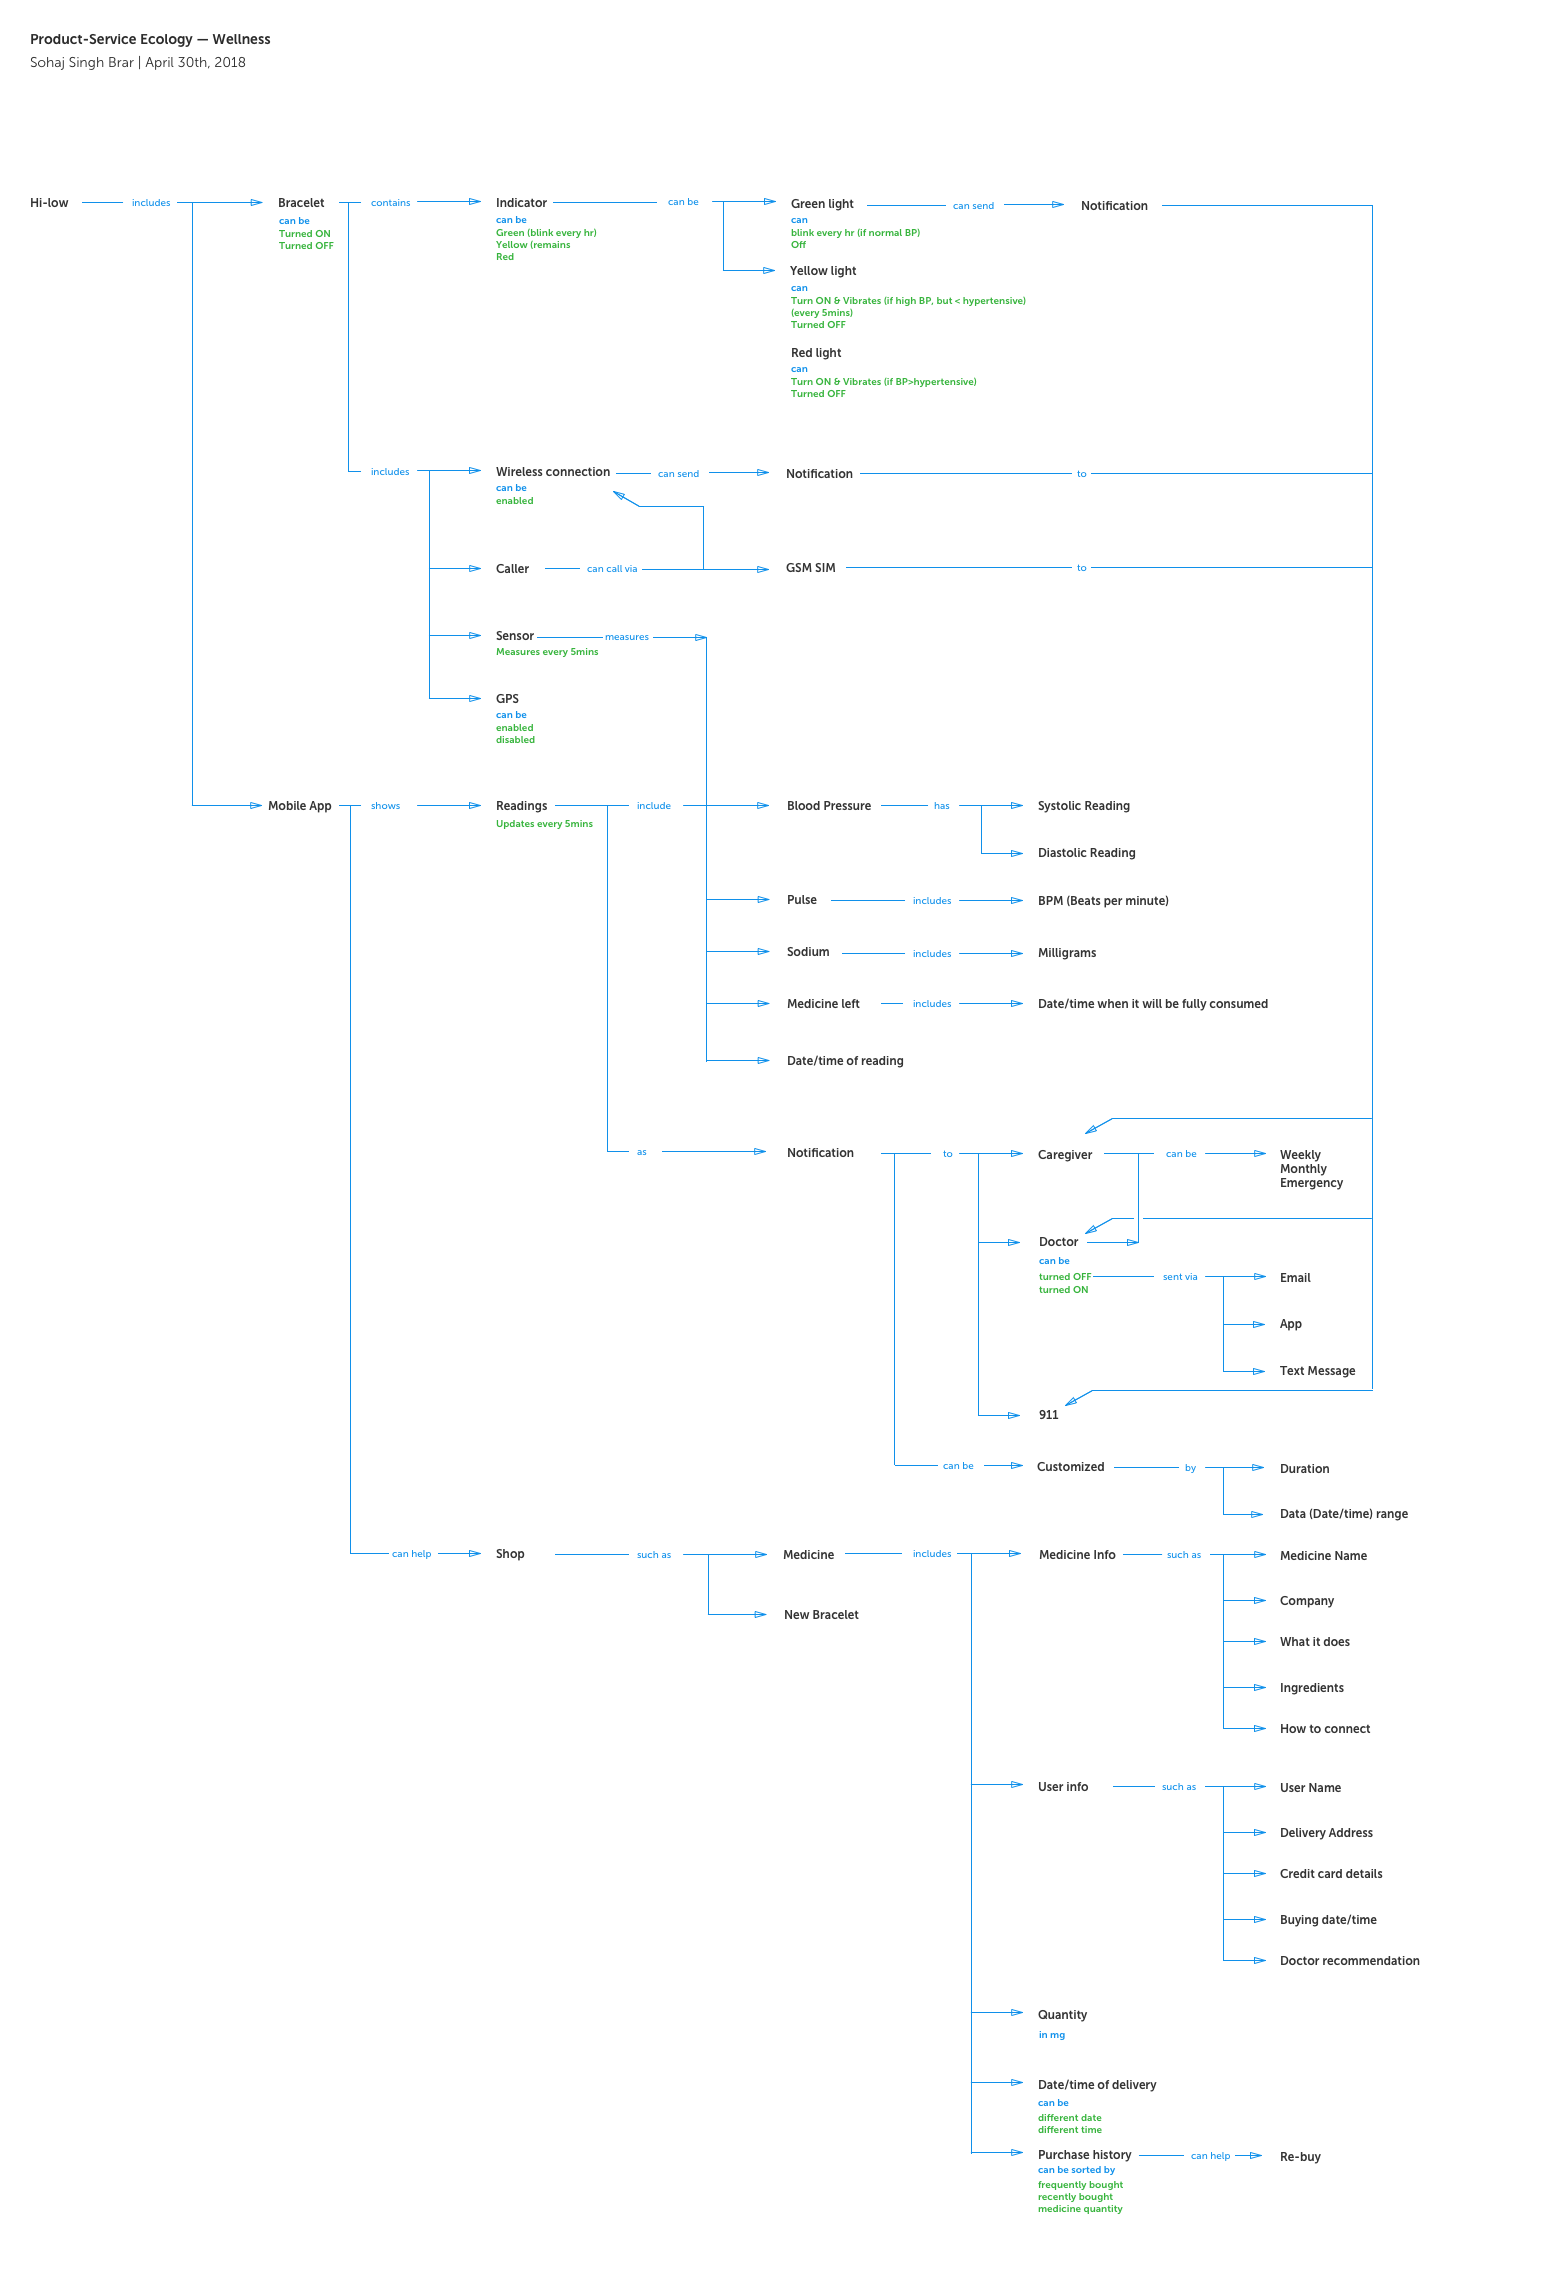 Product-Service Ecology — Wellness
Sohaj Singh Brar | April 30th, 2018
Hi-low
includes
Bracelet
can be
Turned ON
Turned OFF
contains
Indicator
can be
Green (blink every hr)
Yellow (remains
Red
can be
Green light
can
blink every hr (if normal BP)
Off
can send
Notification
Yellow light
can
Turn ON & Vibrates (if high BP, but < hypertensive)
(every 5mins)
Turned OFF
Red light
can
Turn ON & Vibrates (if BP>hypertensive)
Turned OFF
includes
Wireless connection
can be
enabled
can send
Notification
to
Caller
can call via
GSM SIM
to
Sensor
Measures every 5mins
measures
GPS
can be
enabled
disabled
Mobile App
shows
Readings
Updates every 5mins
include
Blood Pressure
has
Systolic Reading
Diastolic Reading
Pulse
includes
BPM (Beats per minute)
Sodium
includes
Milligrams
Medicine left
includes
Date/time when it will be fully consumed
Date/time of reading
as
Notification
to
Caregiver
can be
Weekly
Monthly
Emergency
Doctor
can be
turned OFF
turned ON
sent via
Email
App
Text Message
911
can be
Customized
by
Duration
Data (Date/time) range
can help
Shop
such as
Medicine
includes
Medicine Info
such as
Medicine Name
New Bracelet
Company
What it does
Ingredients
How to connect
User info
such as
User Name
Delivery Address
Credit card details
Buying date/time
Doctor recommendation
Quantity
in mg
Date/time of delivery
can be
different date
different time
Purchase history
can be sorted by
frequently bought
recently bought
medicine quantity
can help
Re-buy